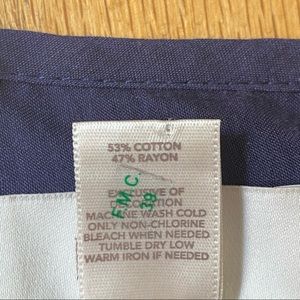 53% COTTON
47% RAYON
EXCLUSIVE OF
DECORATION
MACHINE WASH COLD
ONLY NON-CHLORINE
BLEACH WHEN NEEDED
TUMBLE DRY LOW
WARM IRON IF NEEDED
F.M.C.
39